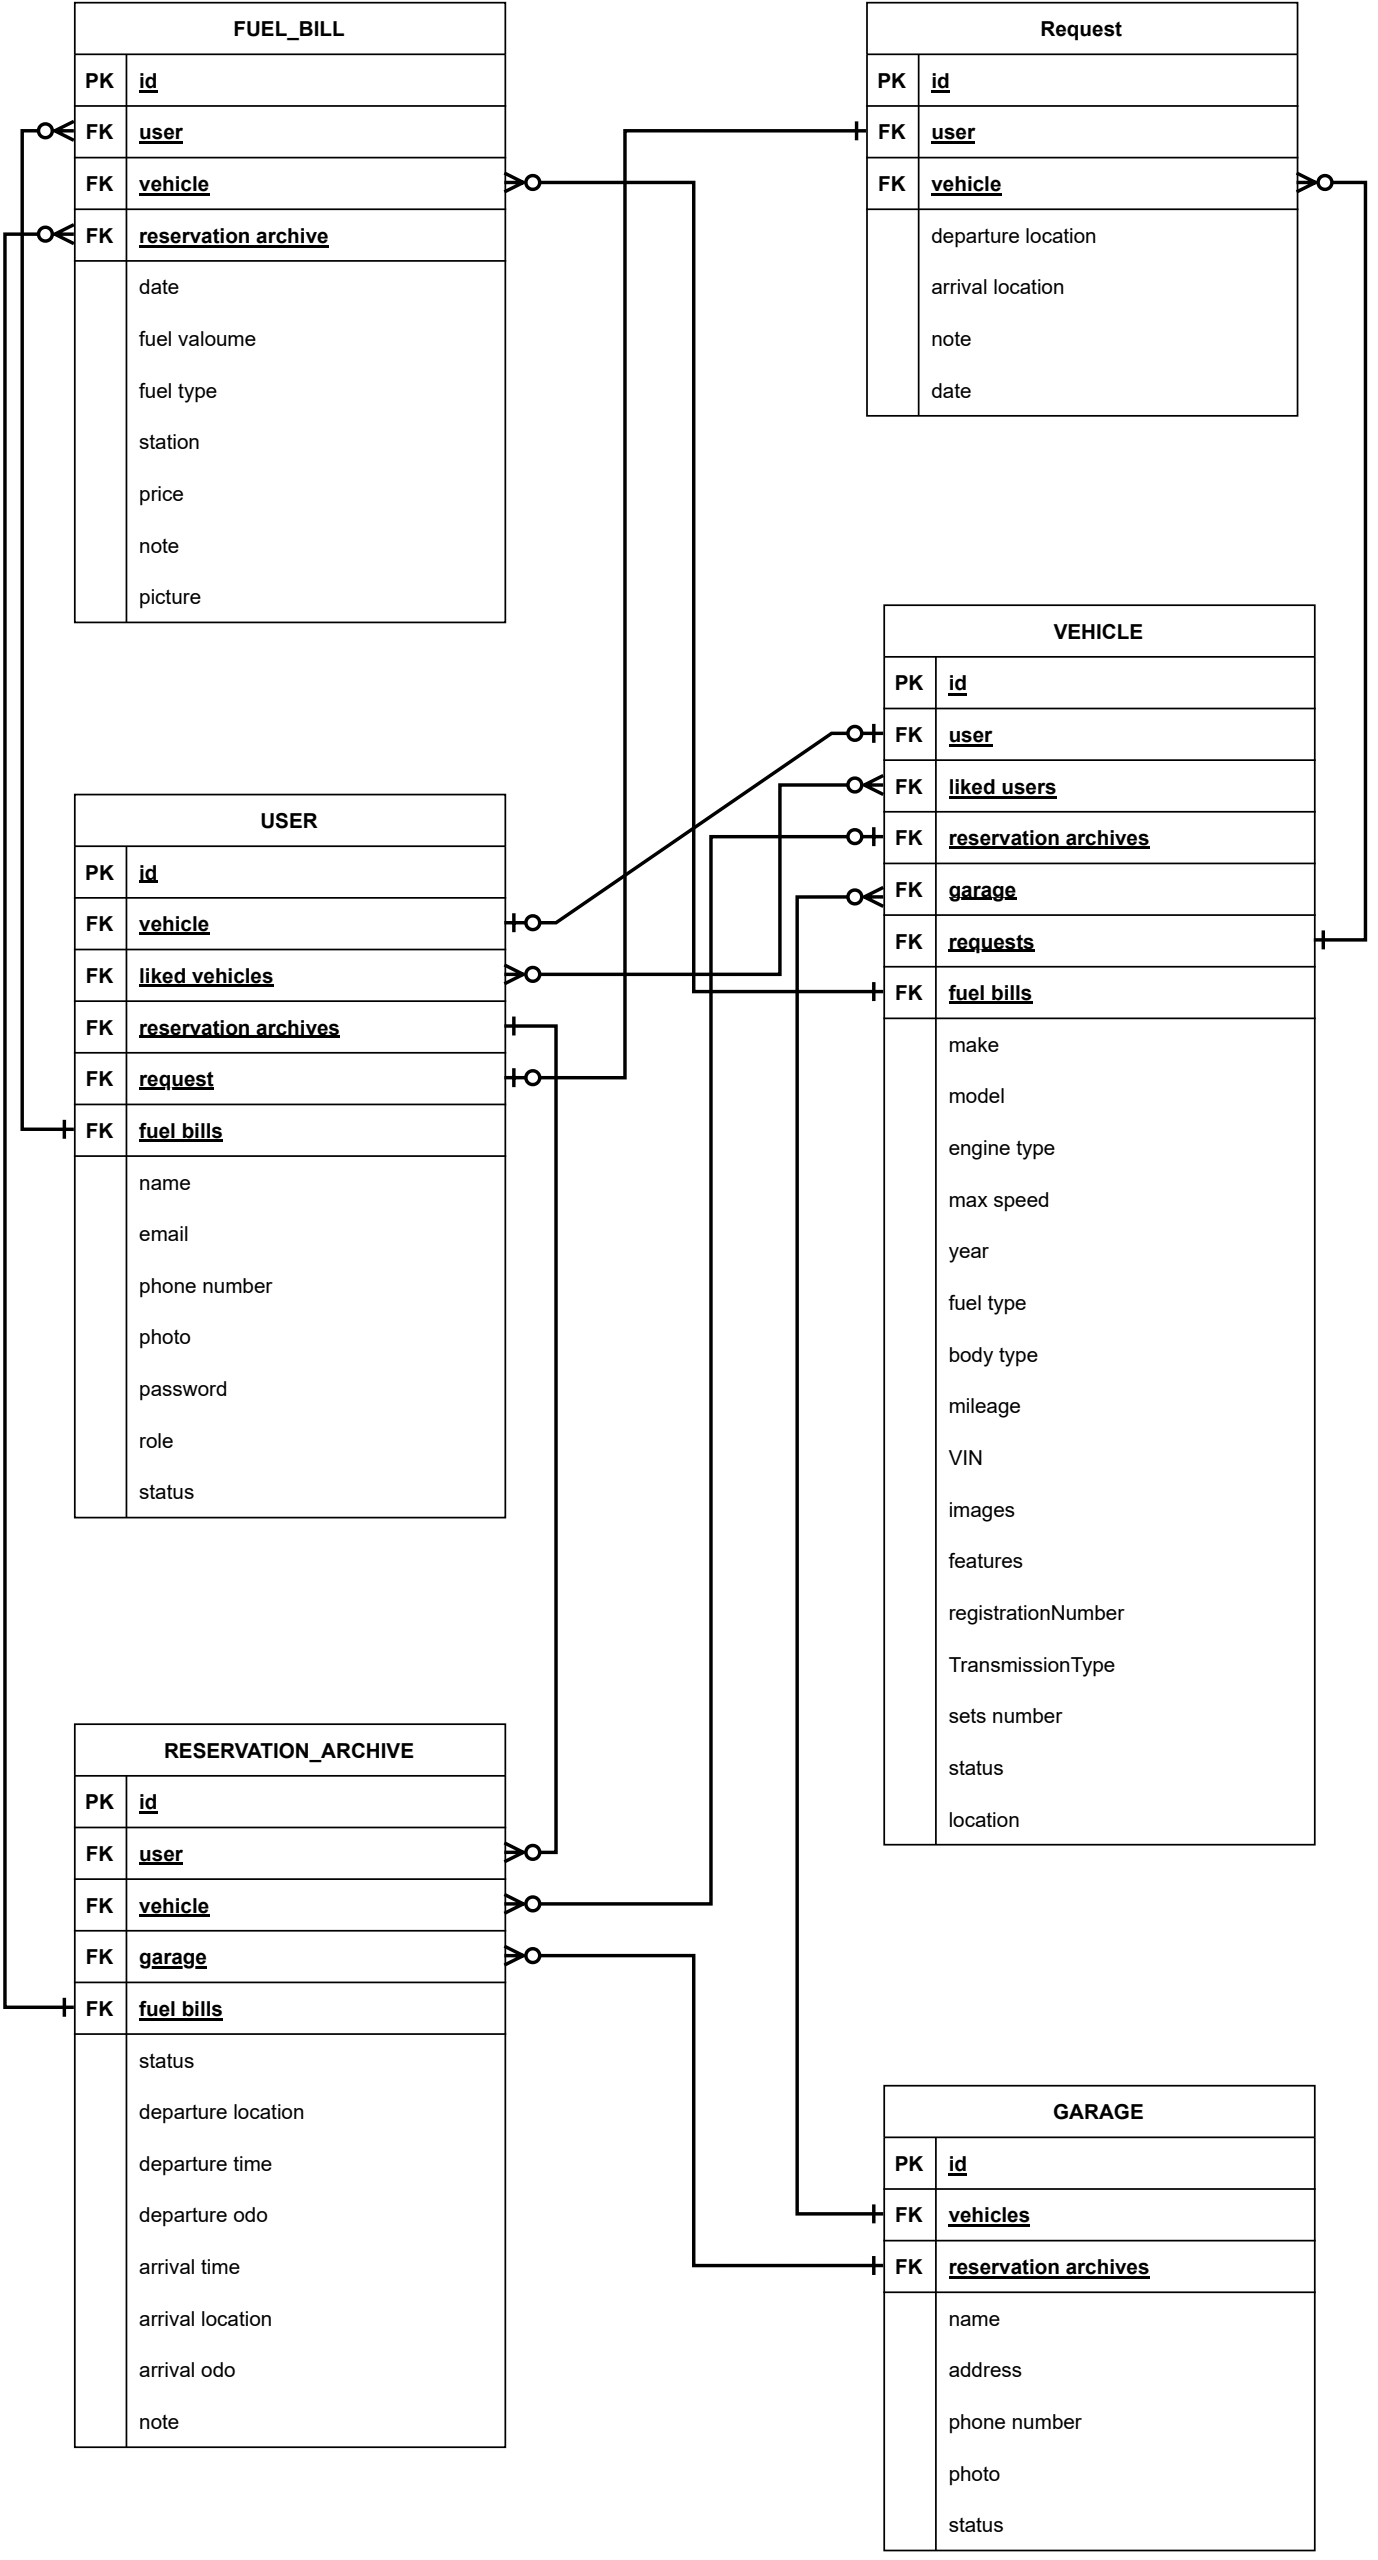 FUEL_BILL
PK id
FK user
FK vehicle
FK reservation archive
date
fuel valoume
fuel type
station
price
note
picture
Request
PK id
FK user
FK vehicle
departure location
arrival location
note
date
VEHICLE
PK id
FK user
FK liked users
FK reservation archives
FK garage
FK requests
FK fuel bills
make
model
engine type
max speed
year
fuel type
body type
mileage
VIN
images
features
registrationNumber
TransmissionType
sets number
status
location
USER
PK id
FK vehicle
FK liked vehicles
FK reservation archives
FK request
FK fuel bills
name
email
phone number
photo
password
role
status
RESERVATION_ARCHIVE
PK id
FK user
FK vehicle
FK garage
FK fuel bills
status
departure location
departure time
departure odo
arrival time
arrival location
arrival odo
note
GARAGE
PK id
FK vehicles
FK reservation archives
name
address
phone number
photo
status